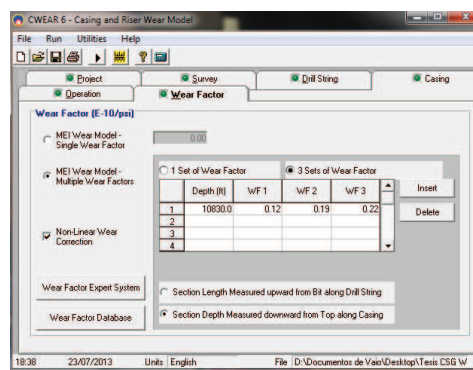 CWEAR 6 - Casing and Riser Wear Model
File Run Utilities Help
Project Survey Drill String Casing
Operation Wear Factor
Wear Factor (E-10/psi)
MEI Wear Model - Single Wear Factor
0.00
MEI Wear Model - Multiple Wear Factors
1 Set of Wear Factor 3 Sets of Wear Factor
Depth (ft) WF 1 WF 2 WF 3
1 10830.0 0.12 0.19 0.22
2
3
4
Insert
Delete
Non-Linear Wear Correction
Wear Factor Expert System
Wear Factor Database
Section Length Measured upward from Bit along Drill String
Section Depth Measured downward from Top along Casing
18:38 23/07/2013 Units English File D:\Documentos de Vaio\Desktop\Tesis CSG W